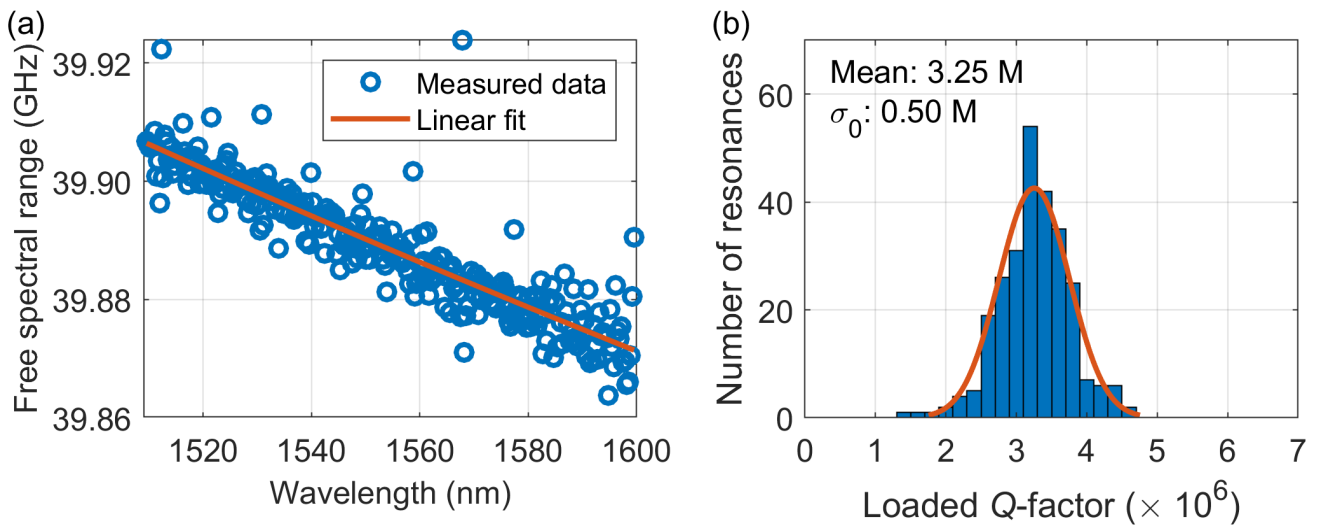 (a)
Free spectral range (GHz)
39.92
39.90
39.88
39.86
Measured data
Linear fit
1520 1540 1560 1580 1600
Wavelength (nm)
(b)
Number of resonances
60
40
20
0
Mean: 3.25 M
σ₀: 0.50 M
0 1 2 3 4 5 6 7
Loaded Q-factor (× 10⁶)